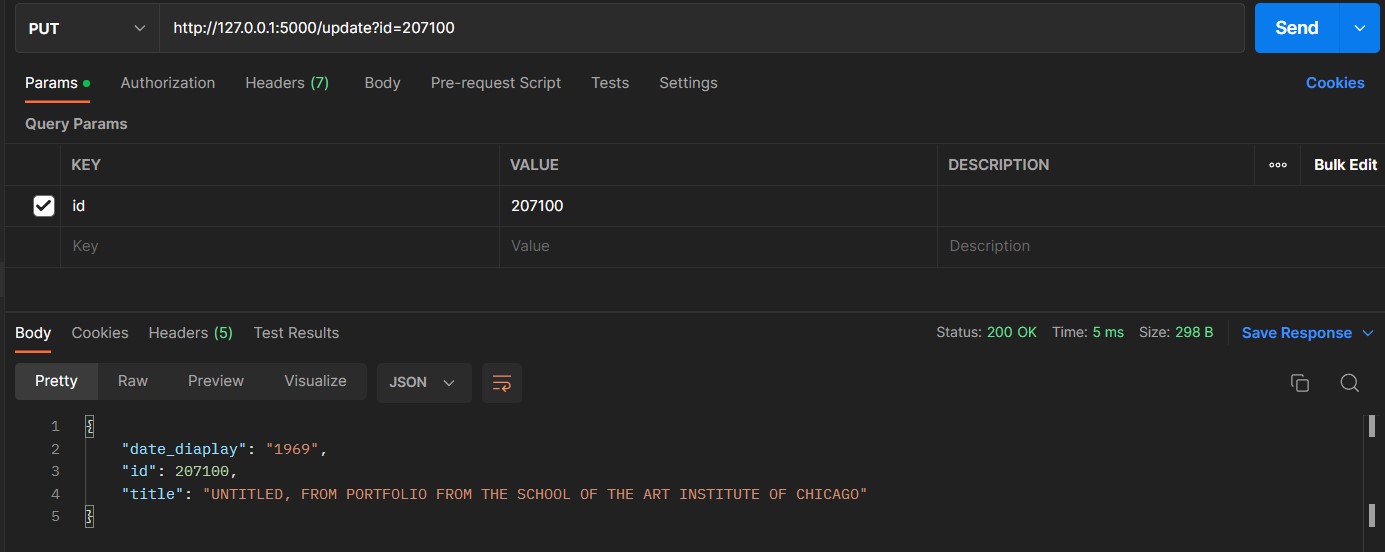 PUT http://127.0.0.1:5000/update?id=207100 Send
Params Authorization Headers (7) Body Pre-request Script Tests Settings Cookies
Query Params
KEY VALUE DESCRIPTION Bulk Edit
id 207100
Key Value Description
Body Cookies Headers (5) Test Results Status: 200 OK Time: 5 ms Size: 298 B Save Response
Pretty Raw Preview Visualize JSON
1 {
2 "date_diaplay": "1969",
3 "id": 207100,
4 "title": "UNTITLED, FROM PORTFOLIO FROM THE SCHOOL OF THE ART INSTITUTE OF CHICAGO"
5 }